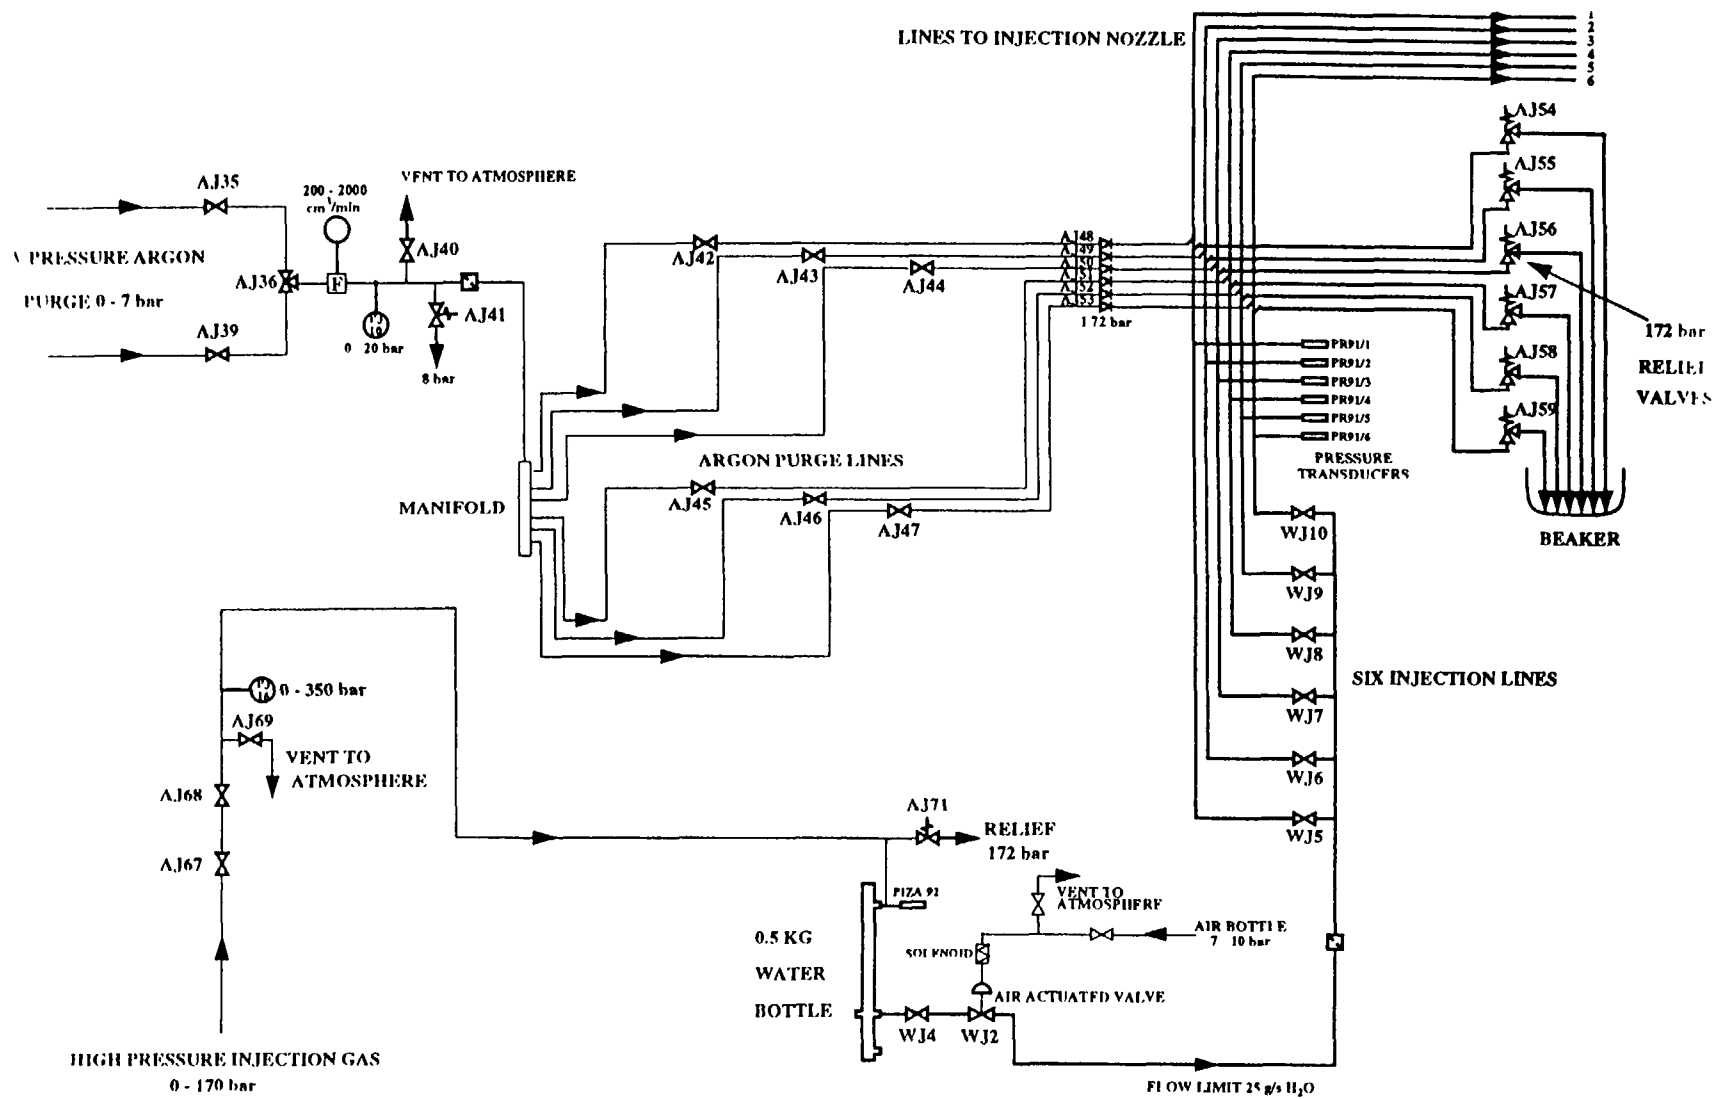 LINES TO INJECTION NOZZLE
1
2
3
4
5
6
AJ54
AJ55
AJ56
AJ57
AJ58
AJ59
172 bar
RELIEF
VALVES
BEAKER
AJ35
200 - 2000
cm³/min
VENT TO ATMOSPHERE
AJ40
PRESSURE ARGON
PURGE 0 - 7 bar
AJ36
F
AJ41
AJ39
0 20 bar
8 bar
AJ42
AJ43
AJ44
AJ48
AJ49
AJ50
AJ51
AJ52
AJ53
172 bar
PR91/1
PR91/2
PR91/3
PR91/4
PR91/5
PR91/6
PRESSURE
TRANSDUCERS
ARGON PURGE LINES
MANIFOLD
AJ45
AJ46
AJ47
WJ10
WJ9
WJ8
WJ7
WJ6
WJ5
SIX INJECTION LINES
0 - 350 bar
AJ69
VENT TO
ATMOSPHERE
AJ68
AJ67
AJ71
RELIEF
172 bar
PIZA 92
VENT TO
ATMOSPHERE
AIR BOTTLE
7 10 bar
SOLENOID
AIR ACTUATED VALVE
0.5 KG
WATER
BOTTLE
WJ4
WJ2
HIGH PRESSURE INJECTION GAS
0 - 170 bar
FLOW LIMIT 25 g/s H₂O